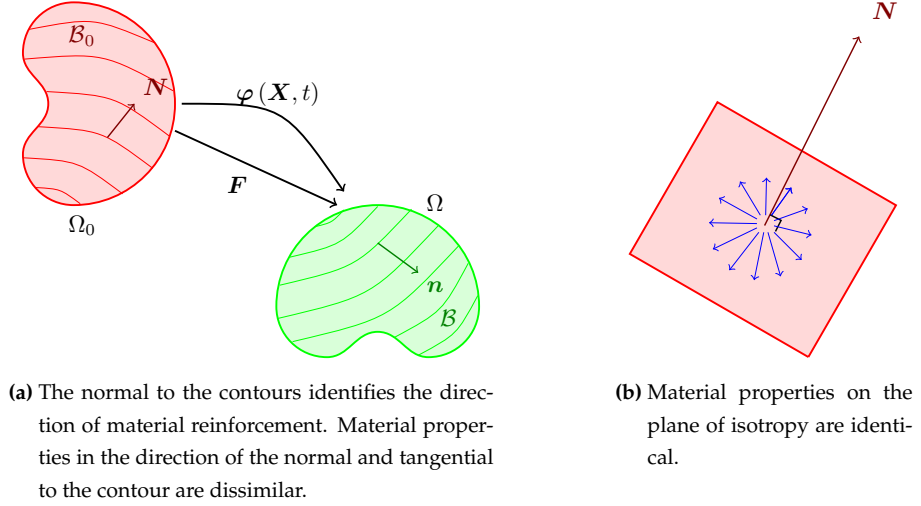 B₀
N
φ (X, t)
F
Ω₀
Ω
n
B
N
(a) The normal to the contours identifies the direc-
tion of material reinforcement. Material proper-
ties in the direction of the normal and tangential
to the contour are dissimilar.
(b) Material properties on the
plane of isotropy are identi-
cal.